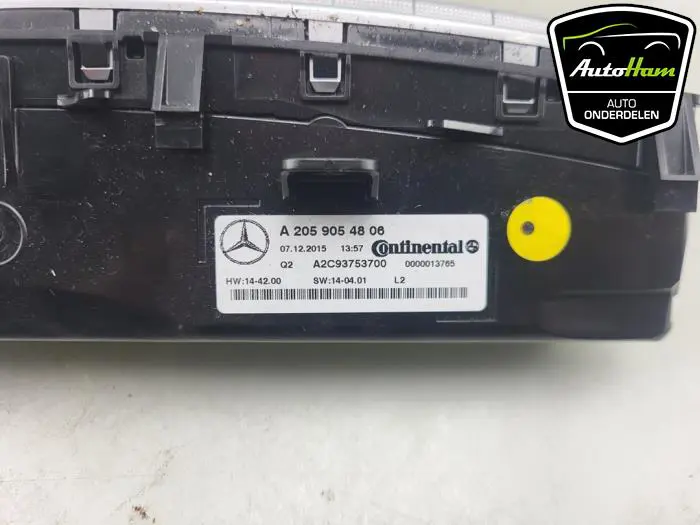 AutoHam
AUTO
ONDERDELEN
A 205 905 48 06
07.12.2015 13:57 Continental
Q2 A2C93753700 0000013765
HW:14-42.00 SW:14-04.01 L2